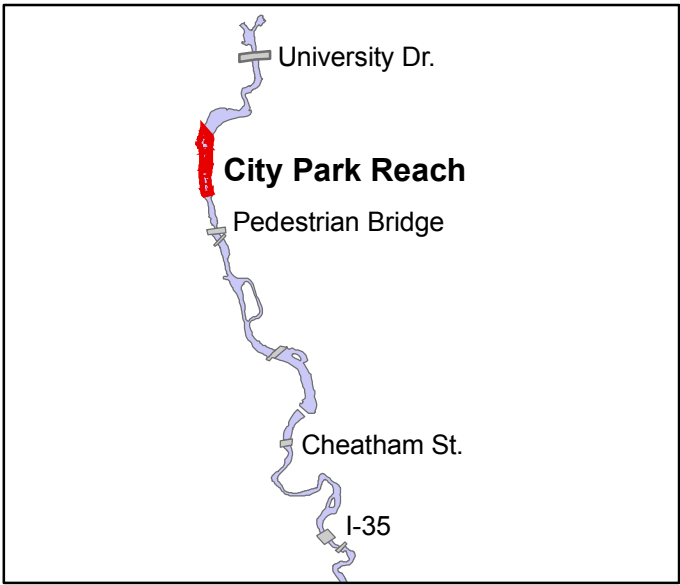 University Dr.
City Park Reach
Pedestrian Bridge
Cheatham St.
I-35